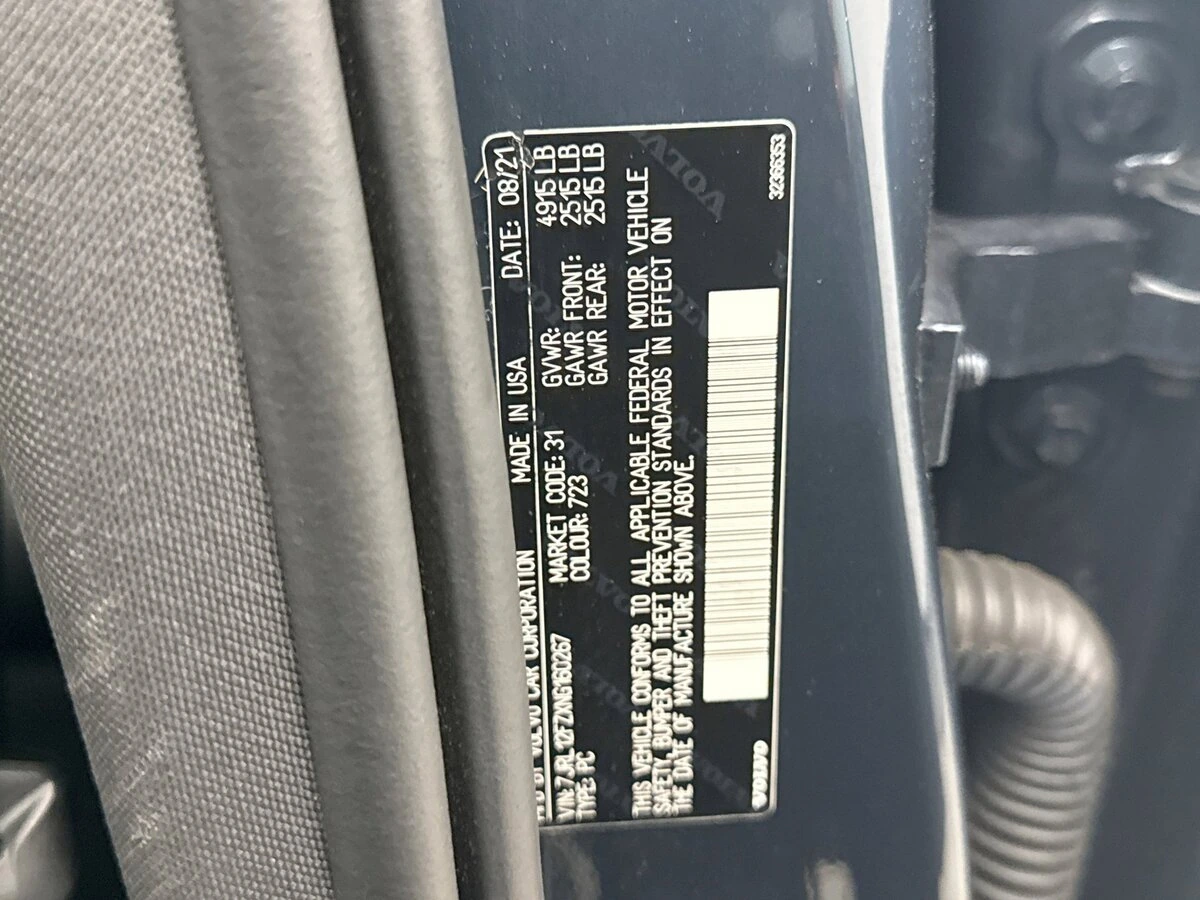 MFD BY VOLVO CAR CORPORATION MADE IN USA DATE: 08/21
VIN: 7JRL12FZXNG160267 MARKET CODE: 31 GVWR: 4915 LB
TYPE: PC COLOUR: 723 GAWR FRONT: 2515 LB
GAWR REAR: 2515 LB
THIS VEHICLE CONFORMS TO ALL APPLICABLE FEDERAL MOTOR VEHICLE
SAFETY, BUMPER AND THEFT PREVENTION STANDARDS IN EFFECT ON
THE DATE OF MANUFACTURE SHOWN ABOVE.
VOLVO
32366353